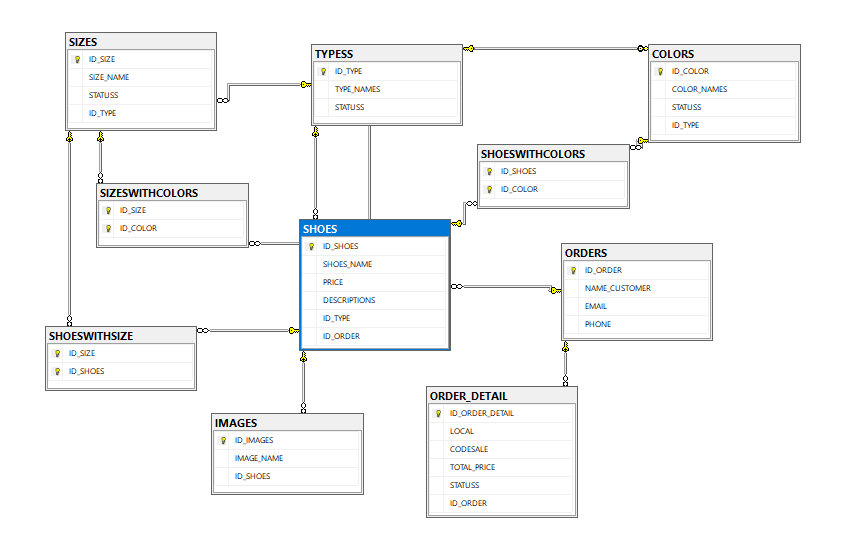 SIZES
ID_SIZE
SIZE_NAME
STATUSS
ID_TYPE
TYPESS
ID_TYPE
TYPE_NAMES
STATUSS
COLORS
ID_COLOR
COLOR_NAMES
STATUSS
ID_TYPE
SHOESWITHCOLORS
ID_SHOES
ID_COLOR
SIZESWITHCOLORS
ID_SIZE
ID_COLOR
SHOES
ID_SHOES
SHOES_NAME
PRICE
DESCRIPTIONS
ID_TYPE
ID_ORDER
ORDERS
ID_ORDER
NAME_CUSTOMER
EMAIL
PHONE
SHOESWITHSIZE
ID_SIZE
ID_SHOES
IMAGES
ID_IMAGES
IMAGE_NAME
ID_SHOES
ORDER_DETAIL
ID_ORDER_DETAIL
LOCAL
CODESALE
TOTAL_PRICE
STATUSS
ID_ORDER